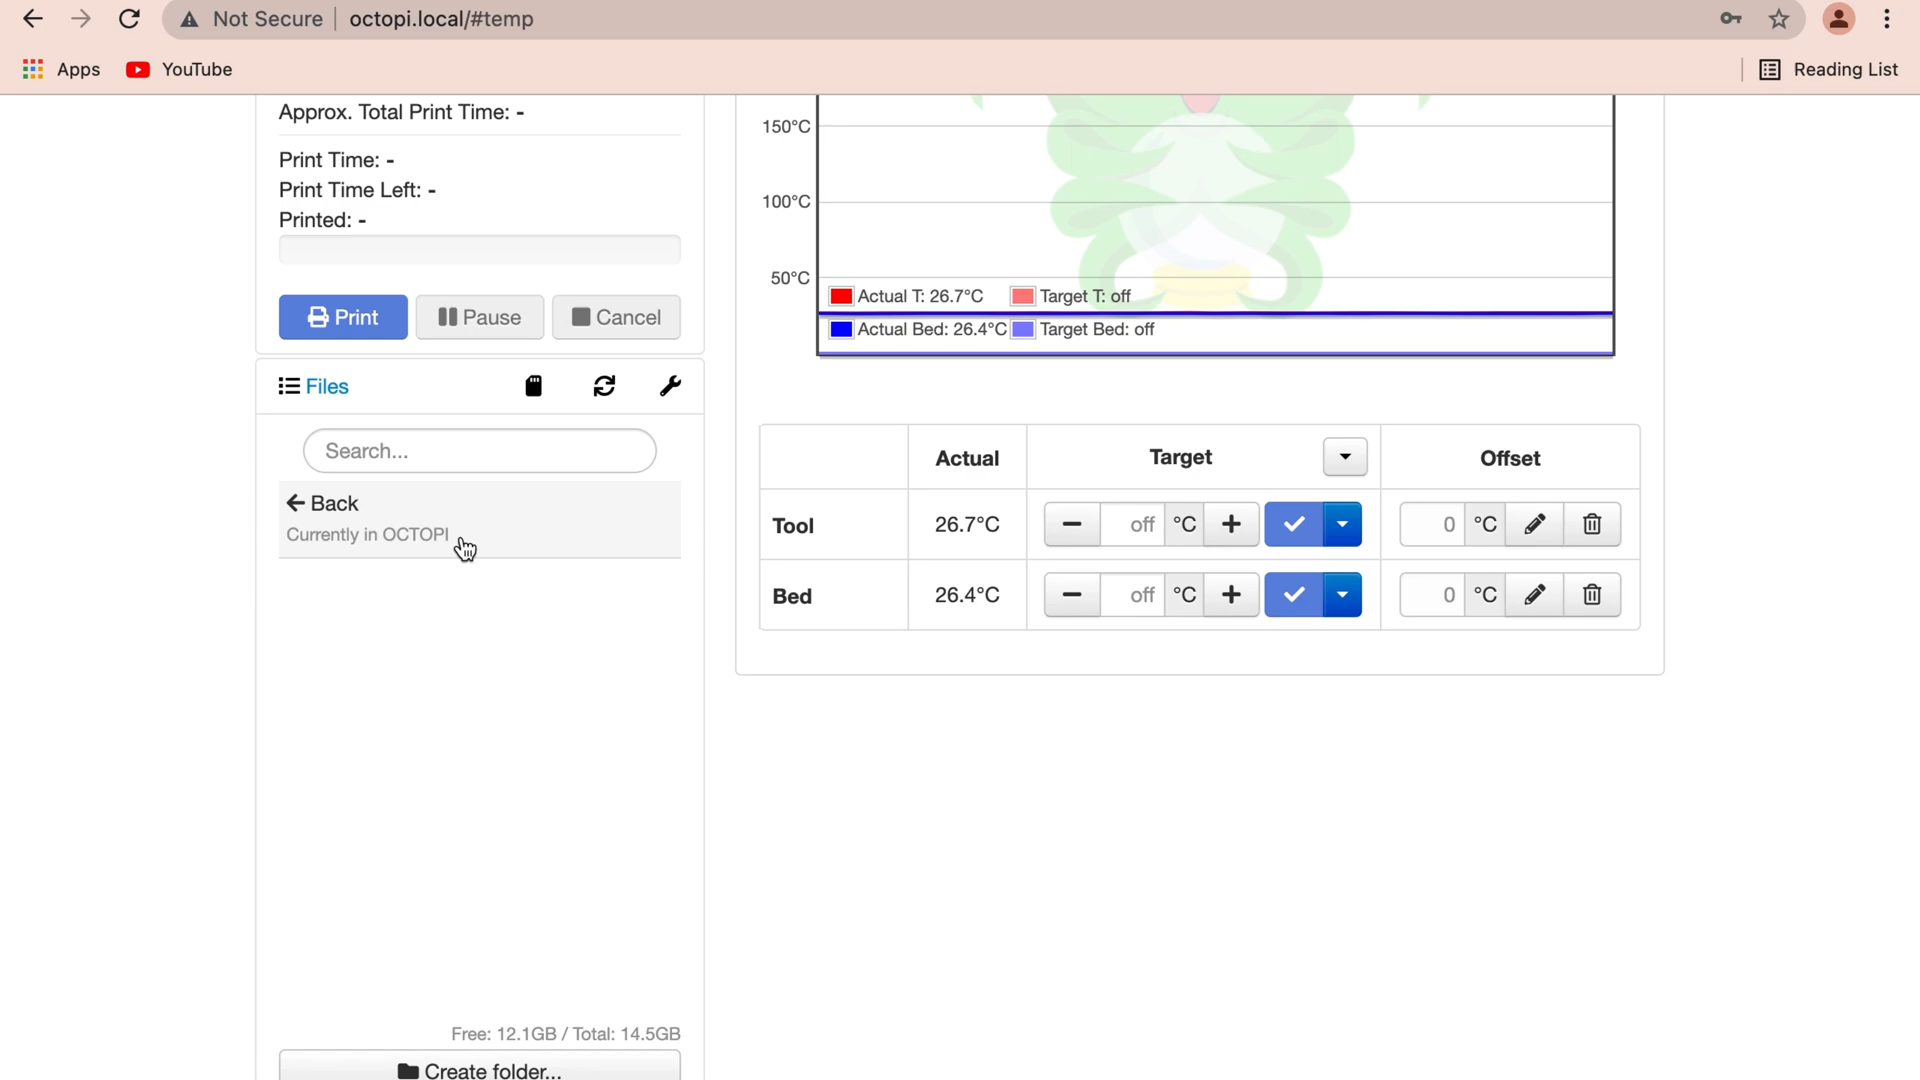 Not Secure octopi.local/#temp
Apps YouTube Reading List
Approx. Total Print Time: -
Print Time: -
Print Time Left: -
Printed: -
Print Pause Cancel
Files
Search...
Back
Currently in OCTOPI
Free: 12.1GB / Total: 14.5GB
Create folder...
150°C
100°C
50°C
Actual T: 26.7°C Target T: off
Actual Bed: 26.4°C Target Bed: off
Actual Target Offset
Tool 26.7°C off °C 0 °C
Bed 26.4°C off °C 0 °C